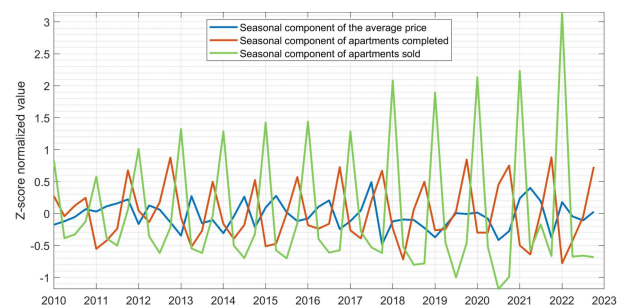 Seasonal component of the average price
Seasonal component of apartments completed
Seasonal component of apartments sold
Z-score normalized value
3
2.5
2
1.5
1
0.5
0
-0.5
-1
2010 2011 2012 2013 2014 2015 2016 2017 2018 2019 2020 2021 2022 2023